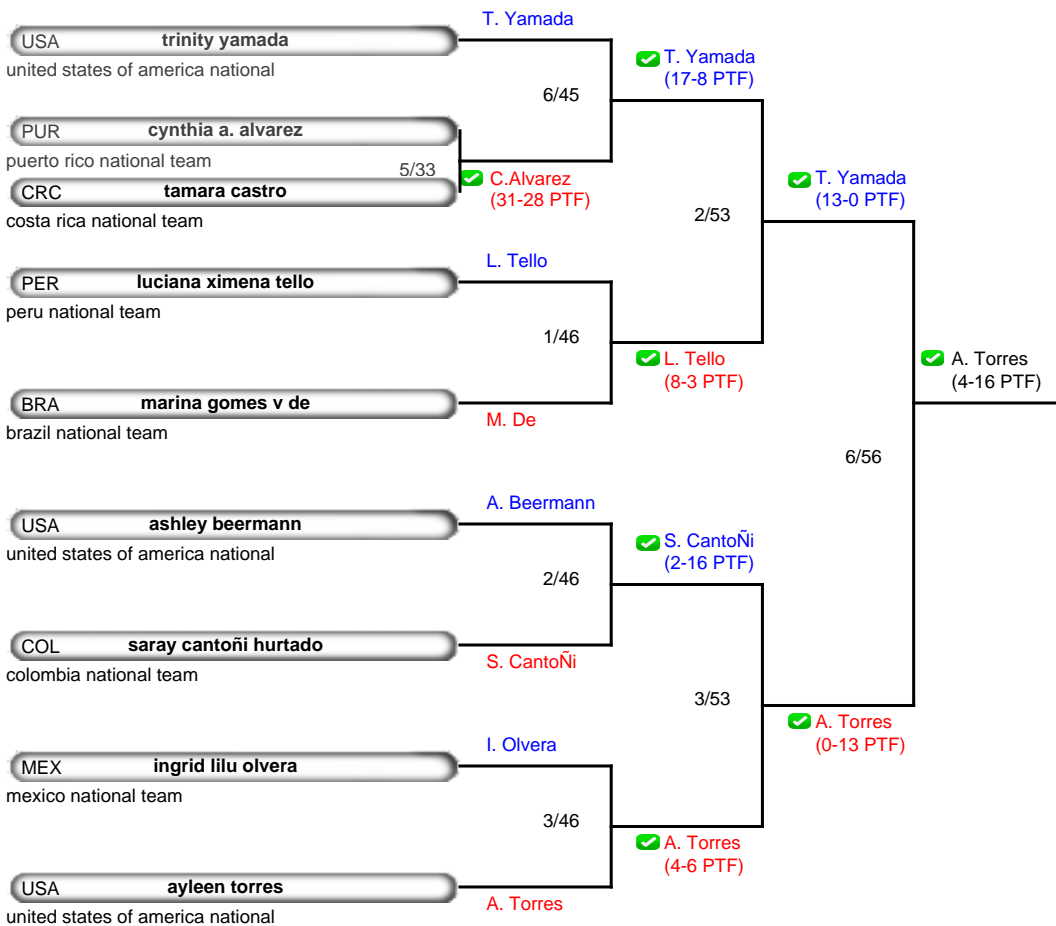 T. Yamada
USA trinity yamada
united states of america national
T. Yamada
(17-8 PTF)
6/45
PUR cynthia a. alvarez
puerto rico national team
5/33
C.Alvarez
(31-28 PTF)
CRC tamara castro
costa rica national team
T. Yamada
(13-0 PTF)
2/53
L. Tello
PER luciana ximena tello
peru national team
1/46
L. Tello
(8-3 PTF)
A. Torres
(4-16 PTF)
BRA marina gomes v de
brazil national team
M. De
6/56
A. Beermann
USA ashley beermann
united states of america national
S. CantoÑi
(2-16 PTF)
2/46
COL saray cantoñi hurtado
colombia national team
S. CantoÑi
3/53
A. Torres
(0-13 PTF)
I. Olvera
MEX ingrid lilu olvera
mexico national team
3/46
A. Torres
(4-6 PTF)
USA ayleen torres
united states of america national
A. Torres